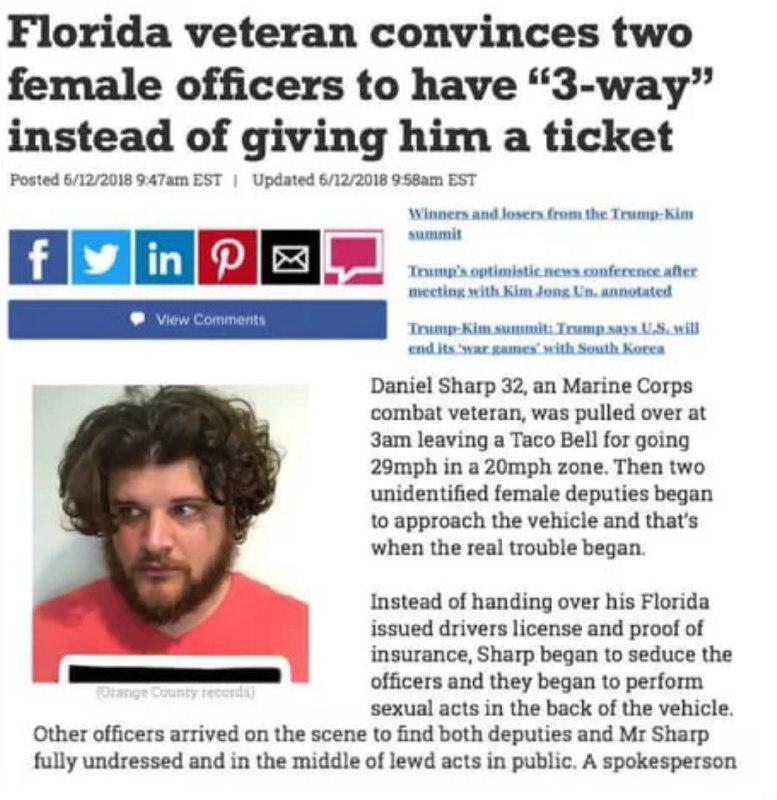 Florida veteran convinces two
female officers to have “3-way”
instead of giving him a ticket
Posted 6/12/2018 9:47am EST | Updated 6/12/2018 9:58am EST
f
in
View Comments
Winners and losers from the Trump-Kim
summit
Trump's optimistic news conference after
meeting with Kim Jong Un, annotated
Trump-Kim summit: Trump says U.S. will
end its 'war games' with South Korea
(Orange County records)
Daniel Sharp 32, an Marine Corps
combat veteran, was pulled over at
3am leaving a Taco Bell for going
29mph in a 20mph zone. Then two
unidentified female deputies began
to approach the vehicle and that's
when the real trouble began.
Instead of handing over his Florida
issued drivers license and proof of
insurance, Sharp began to seduce the
officers and they began to perform
sexual acts in the back of the vehicle.
Other officers arrived on the scene to find both deputies and Mr Sharp
fully undressed and in the middle of lewd acts in public. A spokesperson